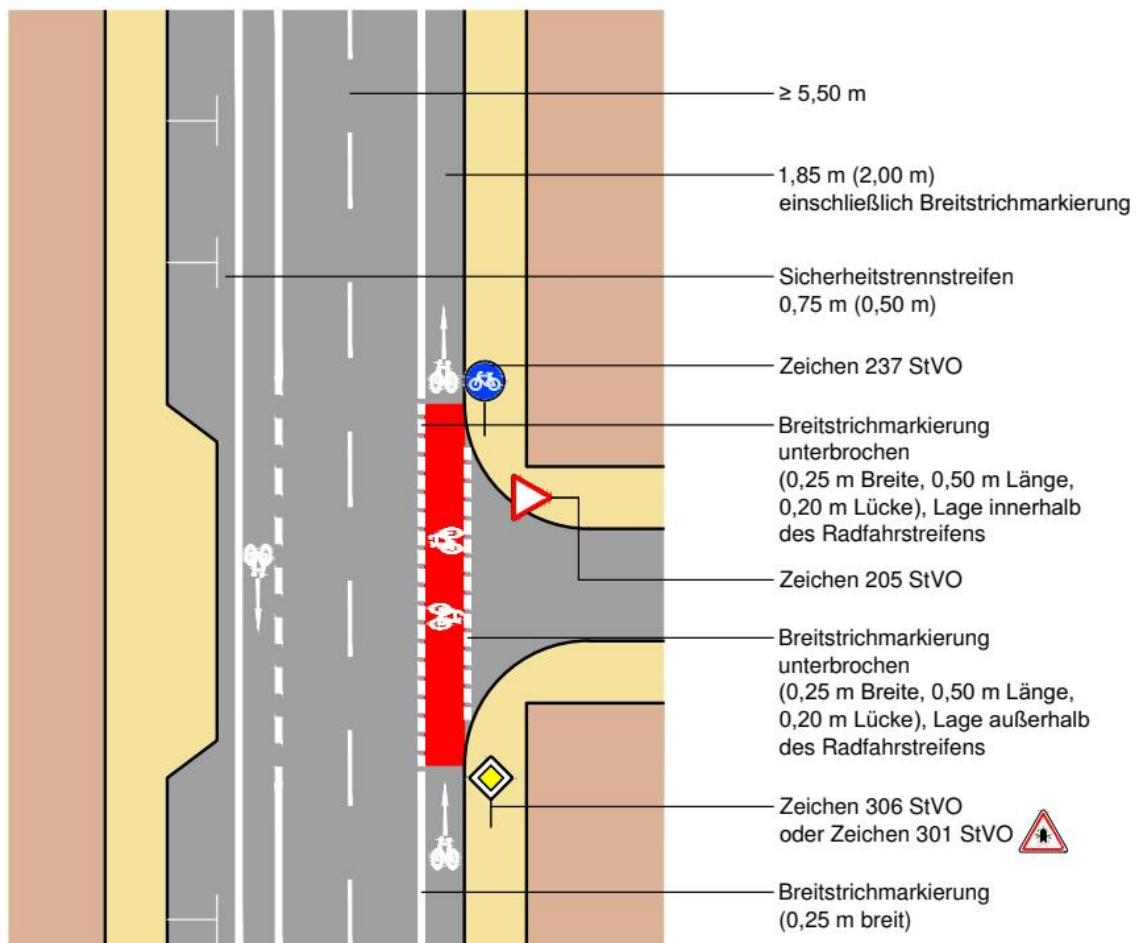 ≥ 5,50 m
1,85 m (2,00 m)
einschließlich Breitstrichmarkierung
Sicherheitstrennstreifen
0,75 m (0,50 m)
Zeichen 237 StVO
Breitstrichmarkierung
unterbrochen
(0,25 m Breite, 0,50 m Länge,
0,20 m Lücke), Lage innerhalb
des Radfahrstreifens
Zeichen 205 StVO
Breitstrichmarkierung
unterbrochen
(0,25 m Breite, 0,50 m Länge,
0,20 m Lücke), Lage außerhalb
des Radfahrstreifens
Zeichen 306 StVO
oder Zeichen 301 StVO
Breitstrichmarkierung
(0,25 m breit)